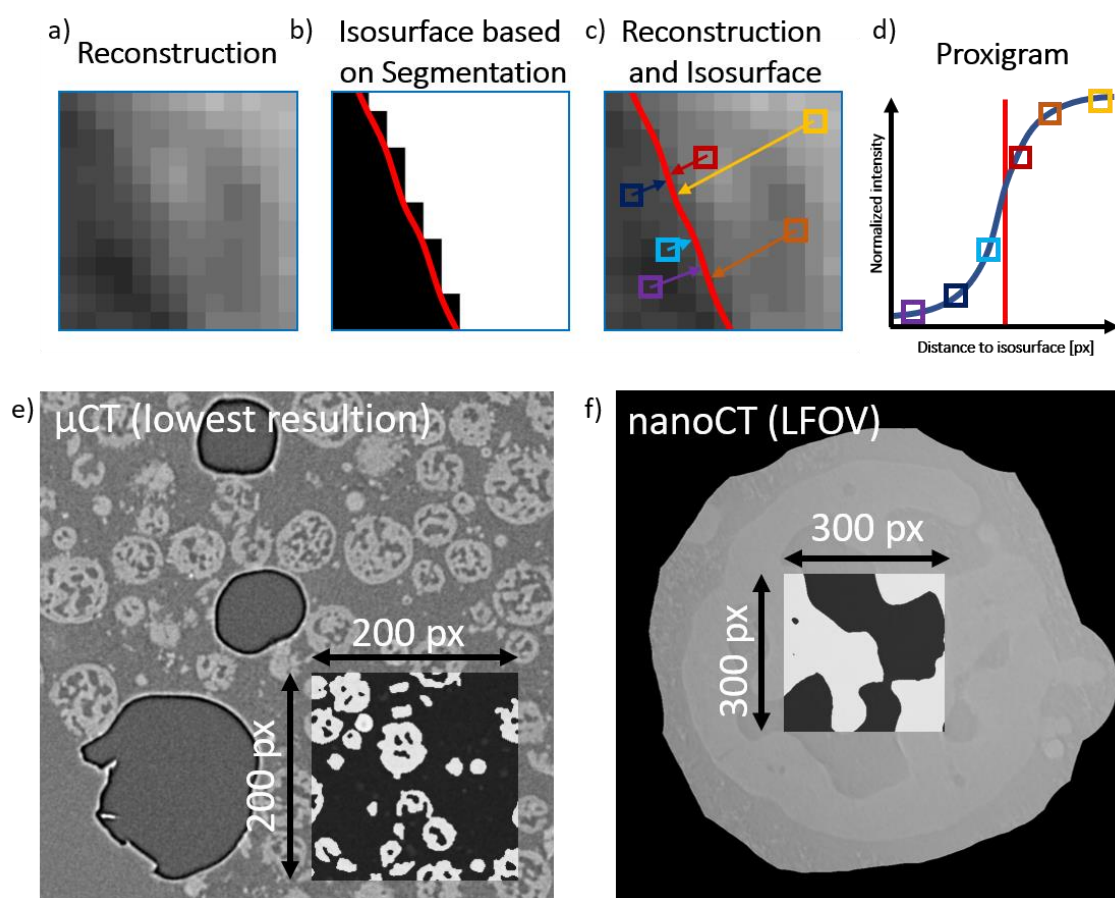 a)
Reconstruction
b)
Isosurface based
on Segmentation
c)
Reconstruction
and Isosurface
d)
Proxigram
Normalized intensity
Distance to isosurface [px]
e)
µCT (lowest resultion)
200 px
200 px
f)
nanoCT (LFOV)
300 px
300 px